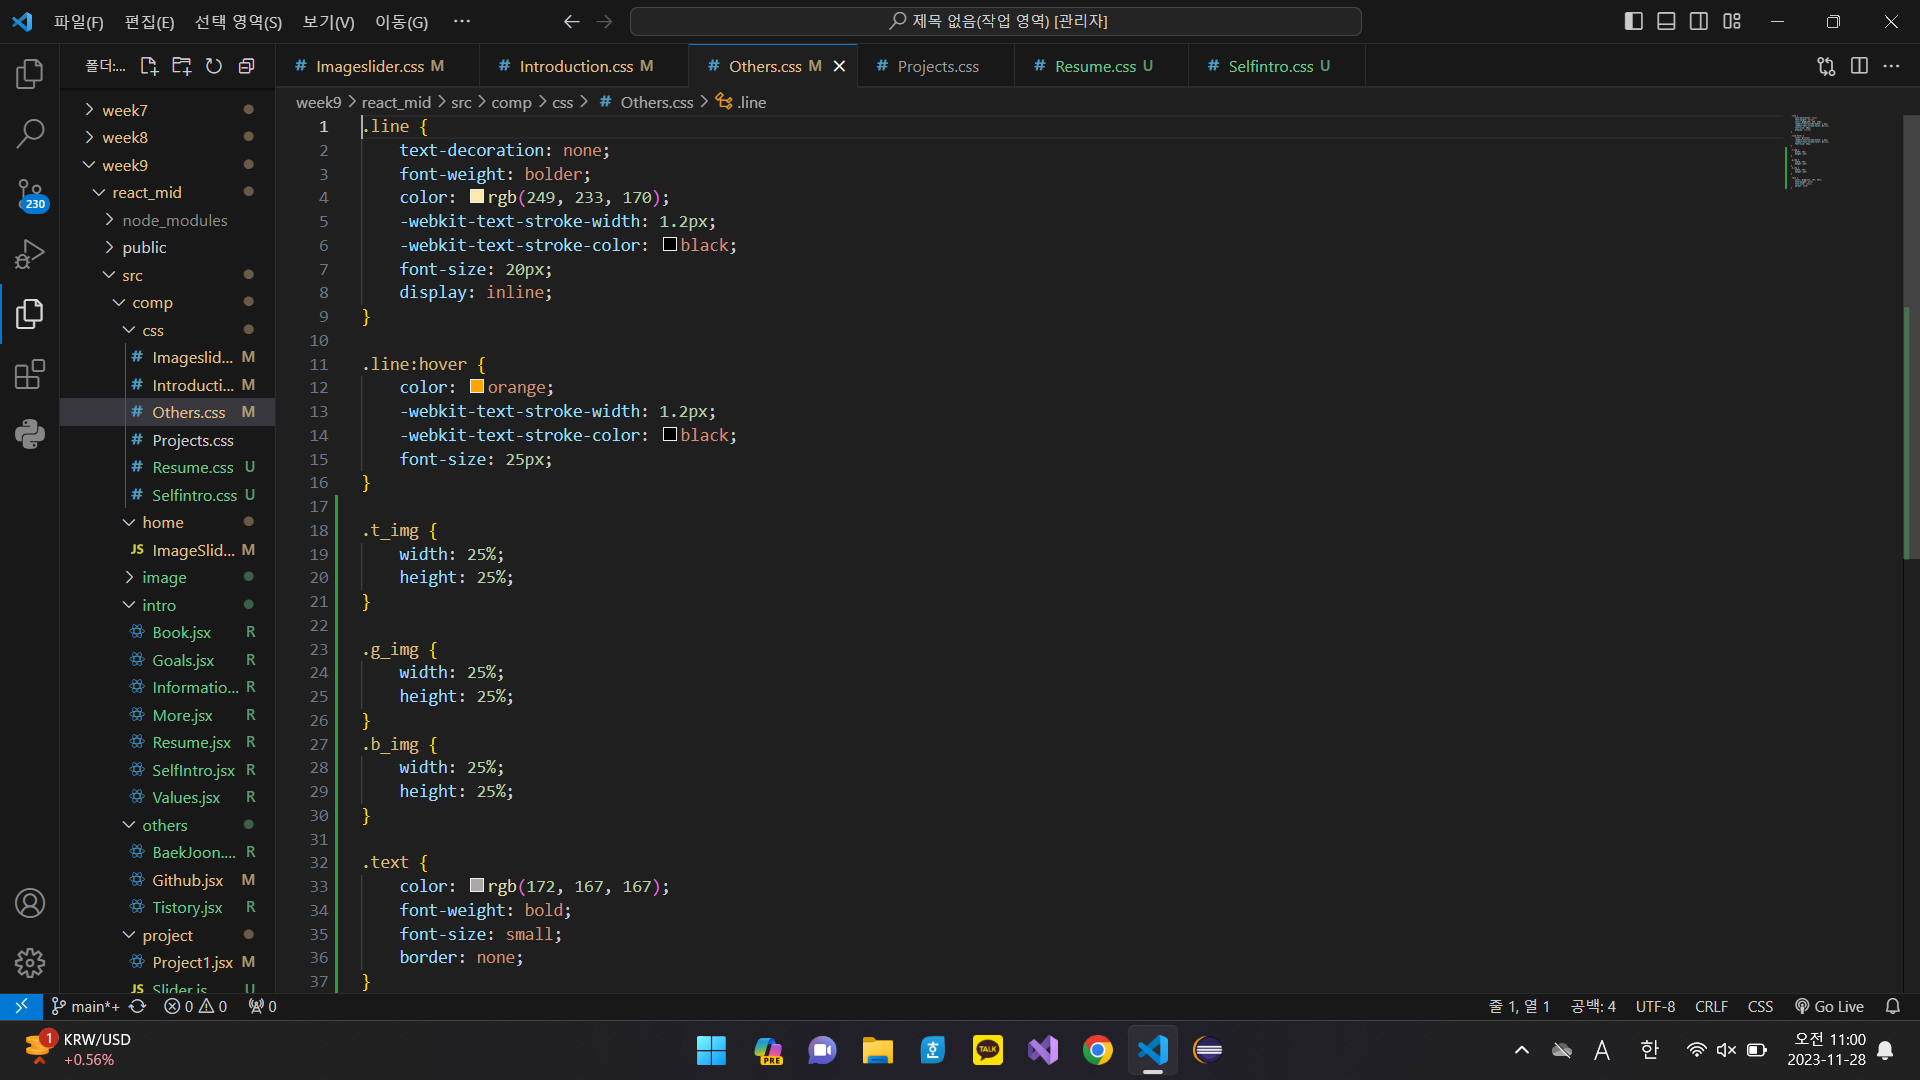 파일(F) 편집(E) 선택 영역(S) 보기(V) 이동(G) ···
제목 없음(작업 영역) [관리자]
폴더:...
# Imageslider.css M # Introduction.css M # Others.css M # Projects.css # Resume.css U # Selfintro.css U
week9 > react_mid > src > comp > css > # Others.css > .line
week7
week8
week9
react_mid
node_modules
public
src
comp
css
# Imageslid... M
# Introducti... M
# Others.css M
# Projects.css
# Resume.css U
# Selfintro.css U
home
JS ImageSlid... M
image
intro
Book.jsx R
Goals.jsx R
Informatio... R
More.jsx R
Resume.jsx R
SelfIntro.jsx R
Values.jsx R
others
BaekJoon.... R
Github.jsx M
Tistory.jsx R
project
Project1.jsx M
JS Slider.js U
230
1 .line {
2 text-decoration: none;
3 font-weight: bolder;
4 color: rgb(249, 233, 170);
5 -webkit-text-stroke-width: 1.2px;
6 -webkit-text-stroke-color: black;
7 font-size: 20px;
8 display: inline;
9 }
10
11 .line:hover {
12 color: orange;
13 -webkit-text-stroke-width: 1.2px;
14 -webkit-text-stroke-color: black;
15 font-size: 25px;
16 }
17
18 .t_img {
19 width: 25%;
20 height: 25%;
21 }
22
23 .g_img {
24 width: 25%;
25 height: 25%;
26 }
27 .b_img {
28 width: 25%;
29 height: 25%;
30 }
31
32 .text {
33 color: rgb(172, 167, 167);
34 font-weight: bold;
35 font-size: small;
36 border: none;
37 }
main*+ 0 0 0 줄 1, 열 1 공백: 4 UTF-8 CRLF CSS Go Live
1 KRW/USD
+0.56%
PRE
TALK
A 한
오전 11:00
2023-11-28